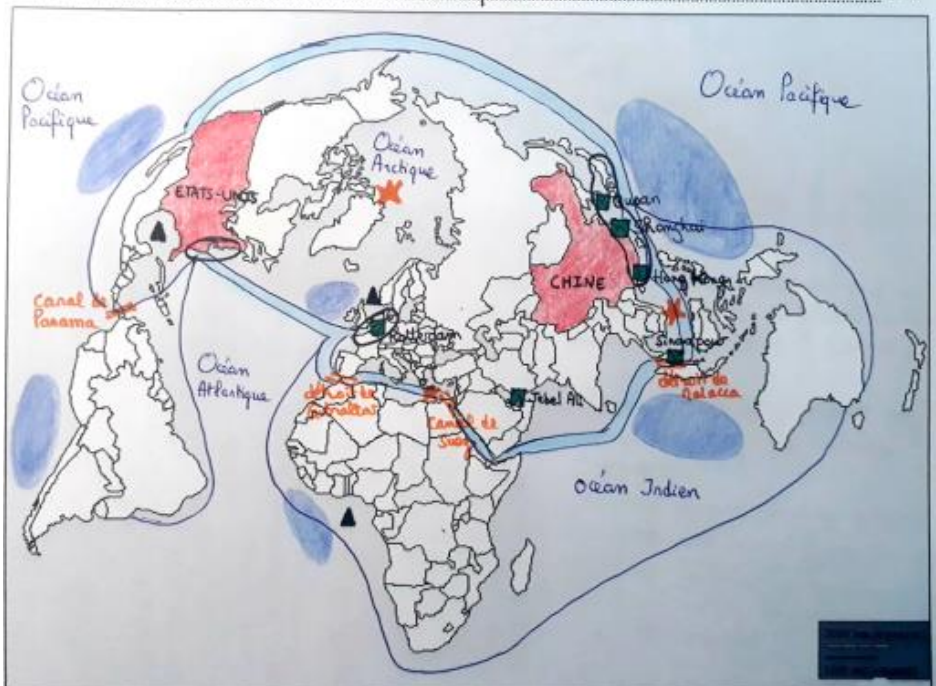 Océan
Pacifique
Océan Pacifique
Océan
Arctique
ETATS-UNIS
Busan
Shanghai
CHINE
Hong Kong
Canal de
Panama
Rotterdam
Singapour
Océan
Atlantique
détroit de
Gibraltar
Jebel Ali
détroit de
Malacca
Canal de
Suez
Océan Indien